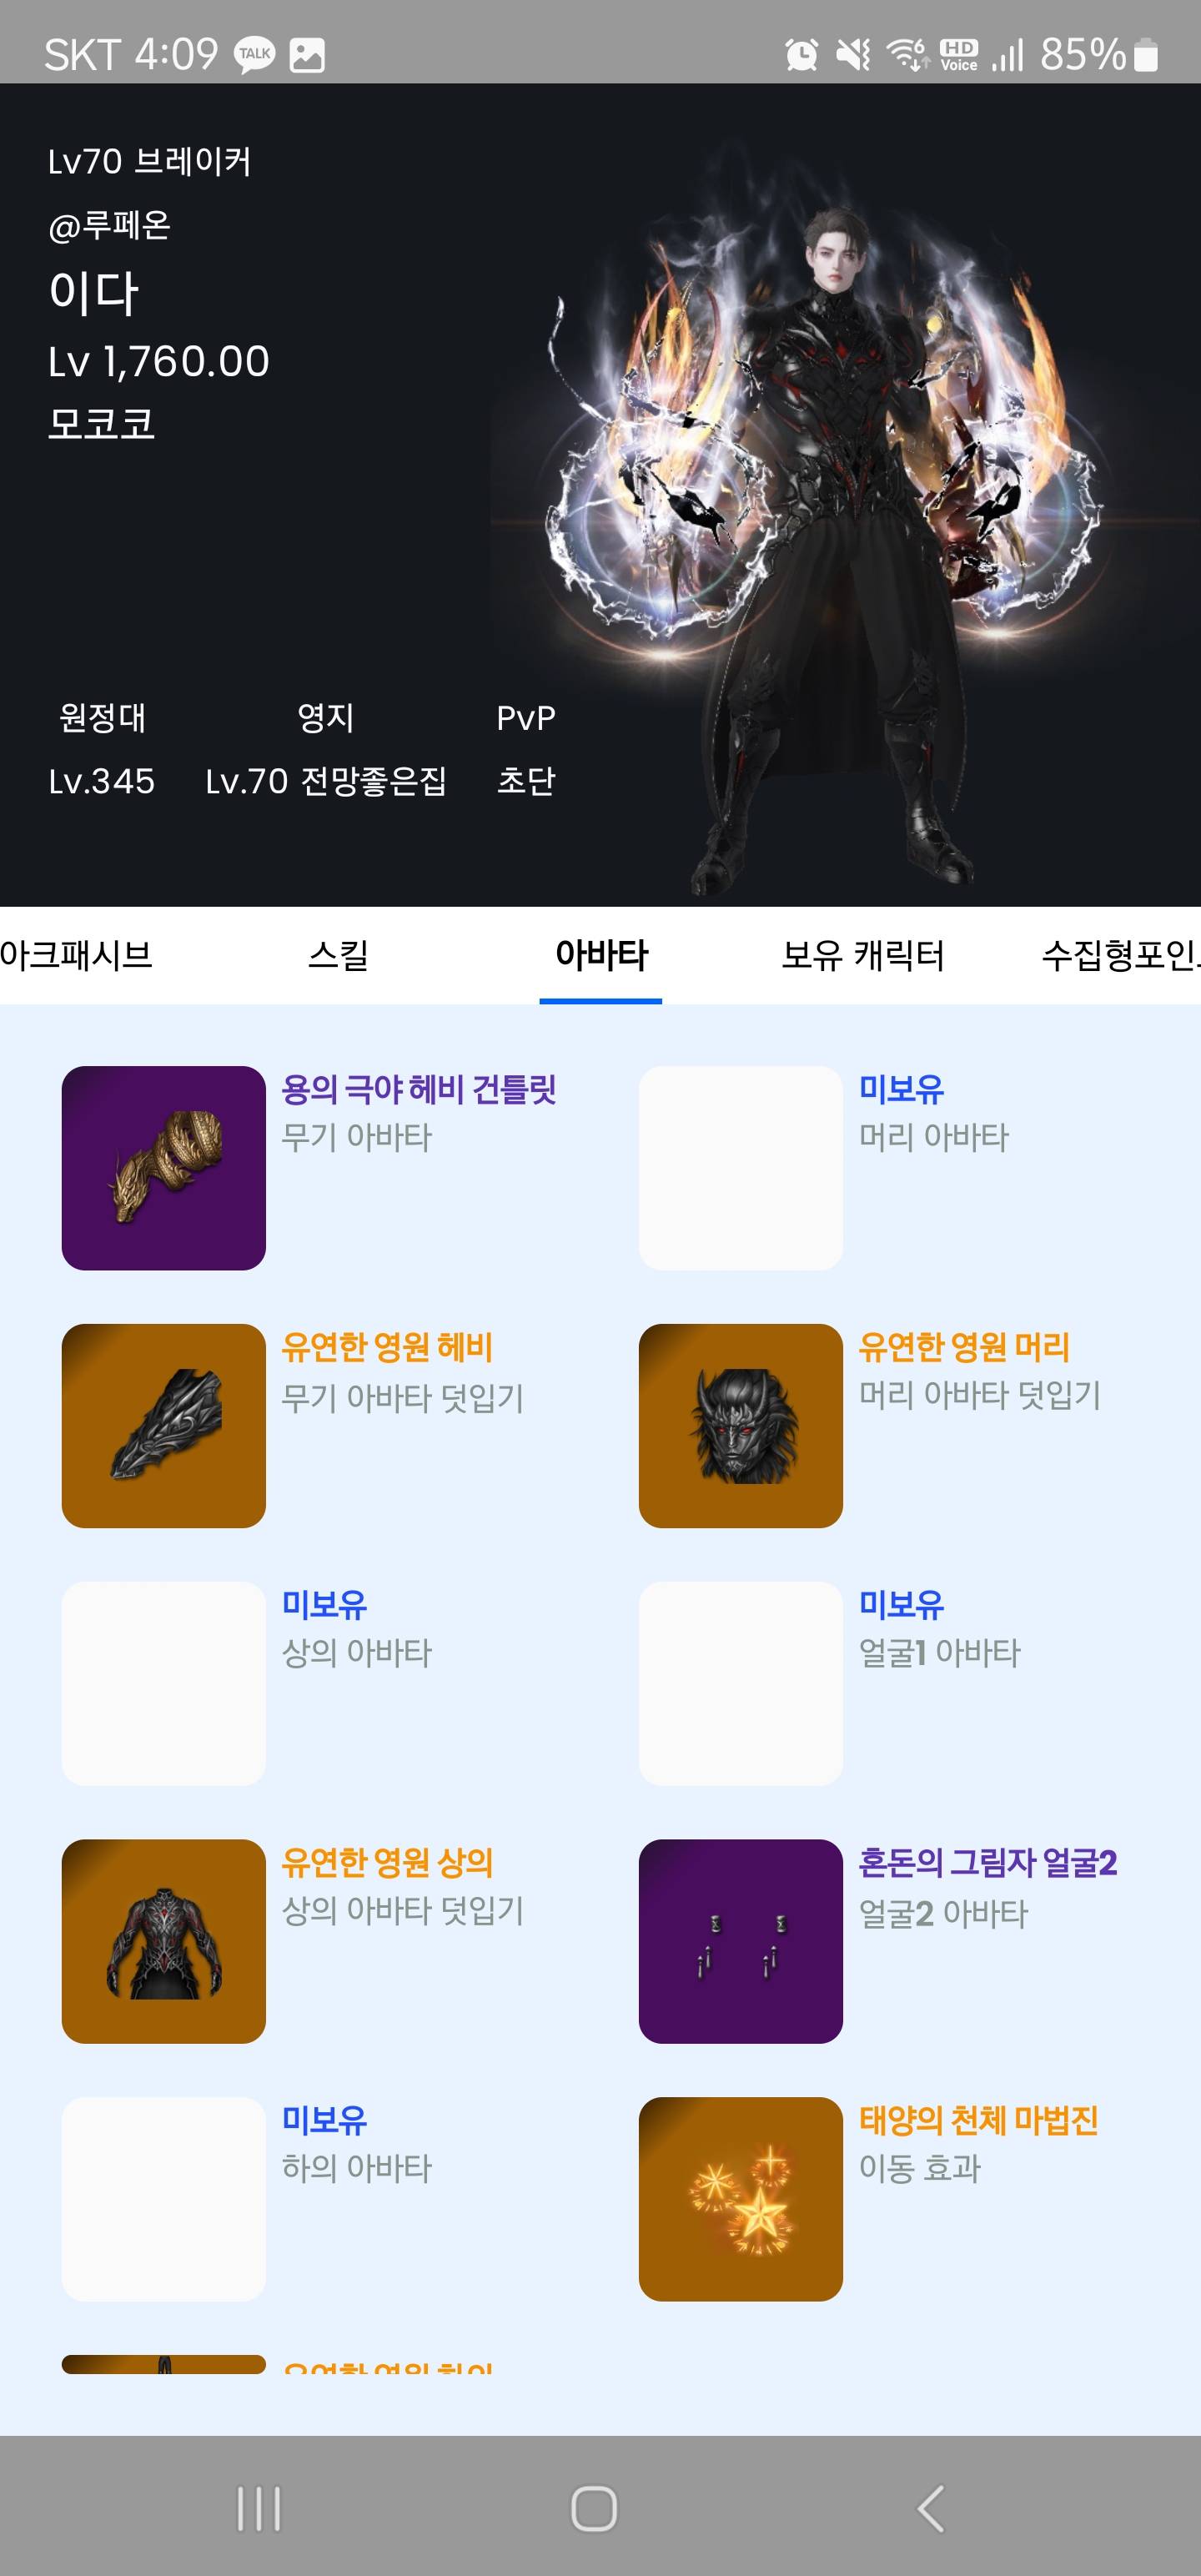 SKT 4:09 TALK
6 HD Voice 85%
Lv70 브레이커
@루페온
이다
Lv 1,760.00
모코코
원정대 영지 PvP
Lv.345 Lv.70 전망좋은집 초단
아크패시브 스킬 아바타 보유 캐릭터 수집형포인
용의 극야 헤비 건틀릿
무기 아바타
미보유
머리 아바타
유연한 영원 헤비
무기 아바타 덧입기
유연한 영원 머리
머리 아바타 덧입기
미보유
상의 아바타
미보유
얼굴1 아바타
유연한 영원 상의
상의 아바타 덧입기
혼돈의 그림자 얼굴2
얼굴2 아바타
미보유
하의 아바타
태양의 천체 마법진
이동 효과
유연한 영원 하의